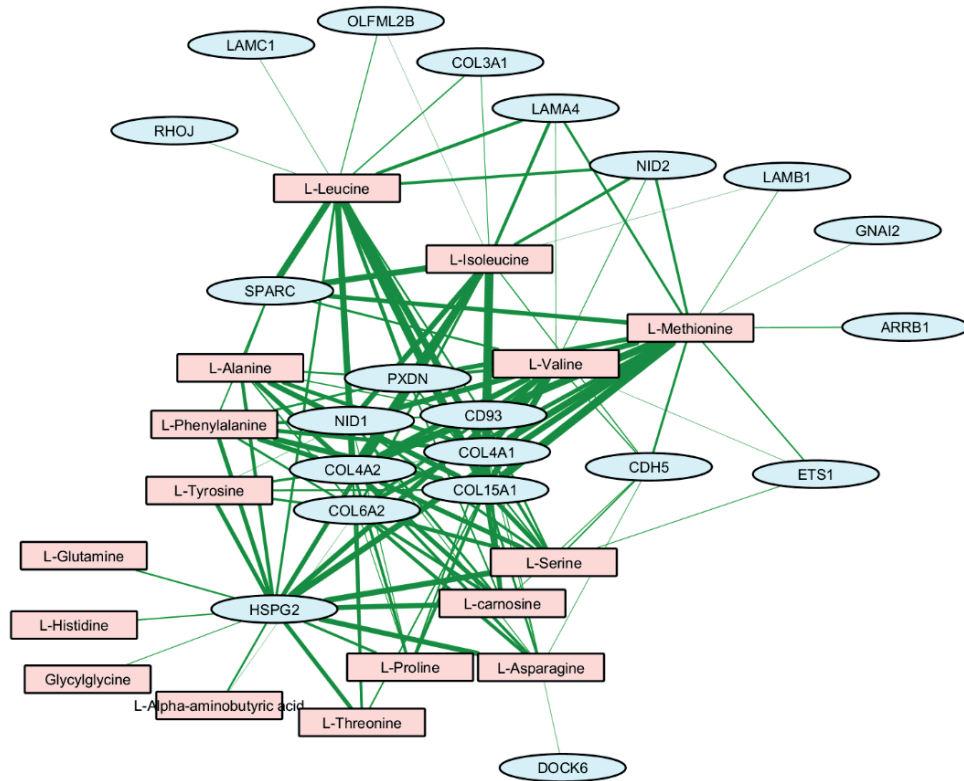 OLFML2B
LAMC1
COL3A1
LAMA4
RHOJ
NID2
LAMB1
L-Leucine
GNAI2
L-Isoleucine
SPARC
L-Methionine
ARRB1
L-Alanine
L-Valine
PXDN
CD93
NID1
L-Phenylalanine
COL4A1
COL4A2
CDH5
ETS1
L-Tyrosine
COL15A1
COL6A2
L-Glutamine
L-Serine
L-carnosine
HSPG2
L-Histidine
L-Proline
L-Asparagine
Glycylglycine
L-Alpha-aminobutyric acid
L-Threonine
DOCK6